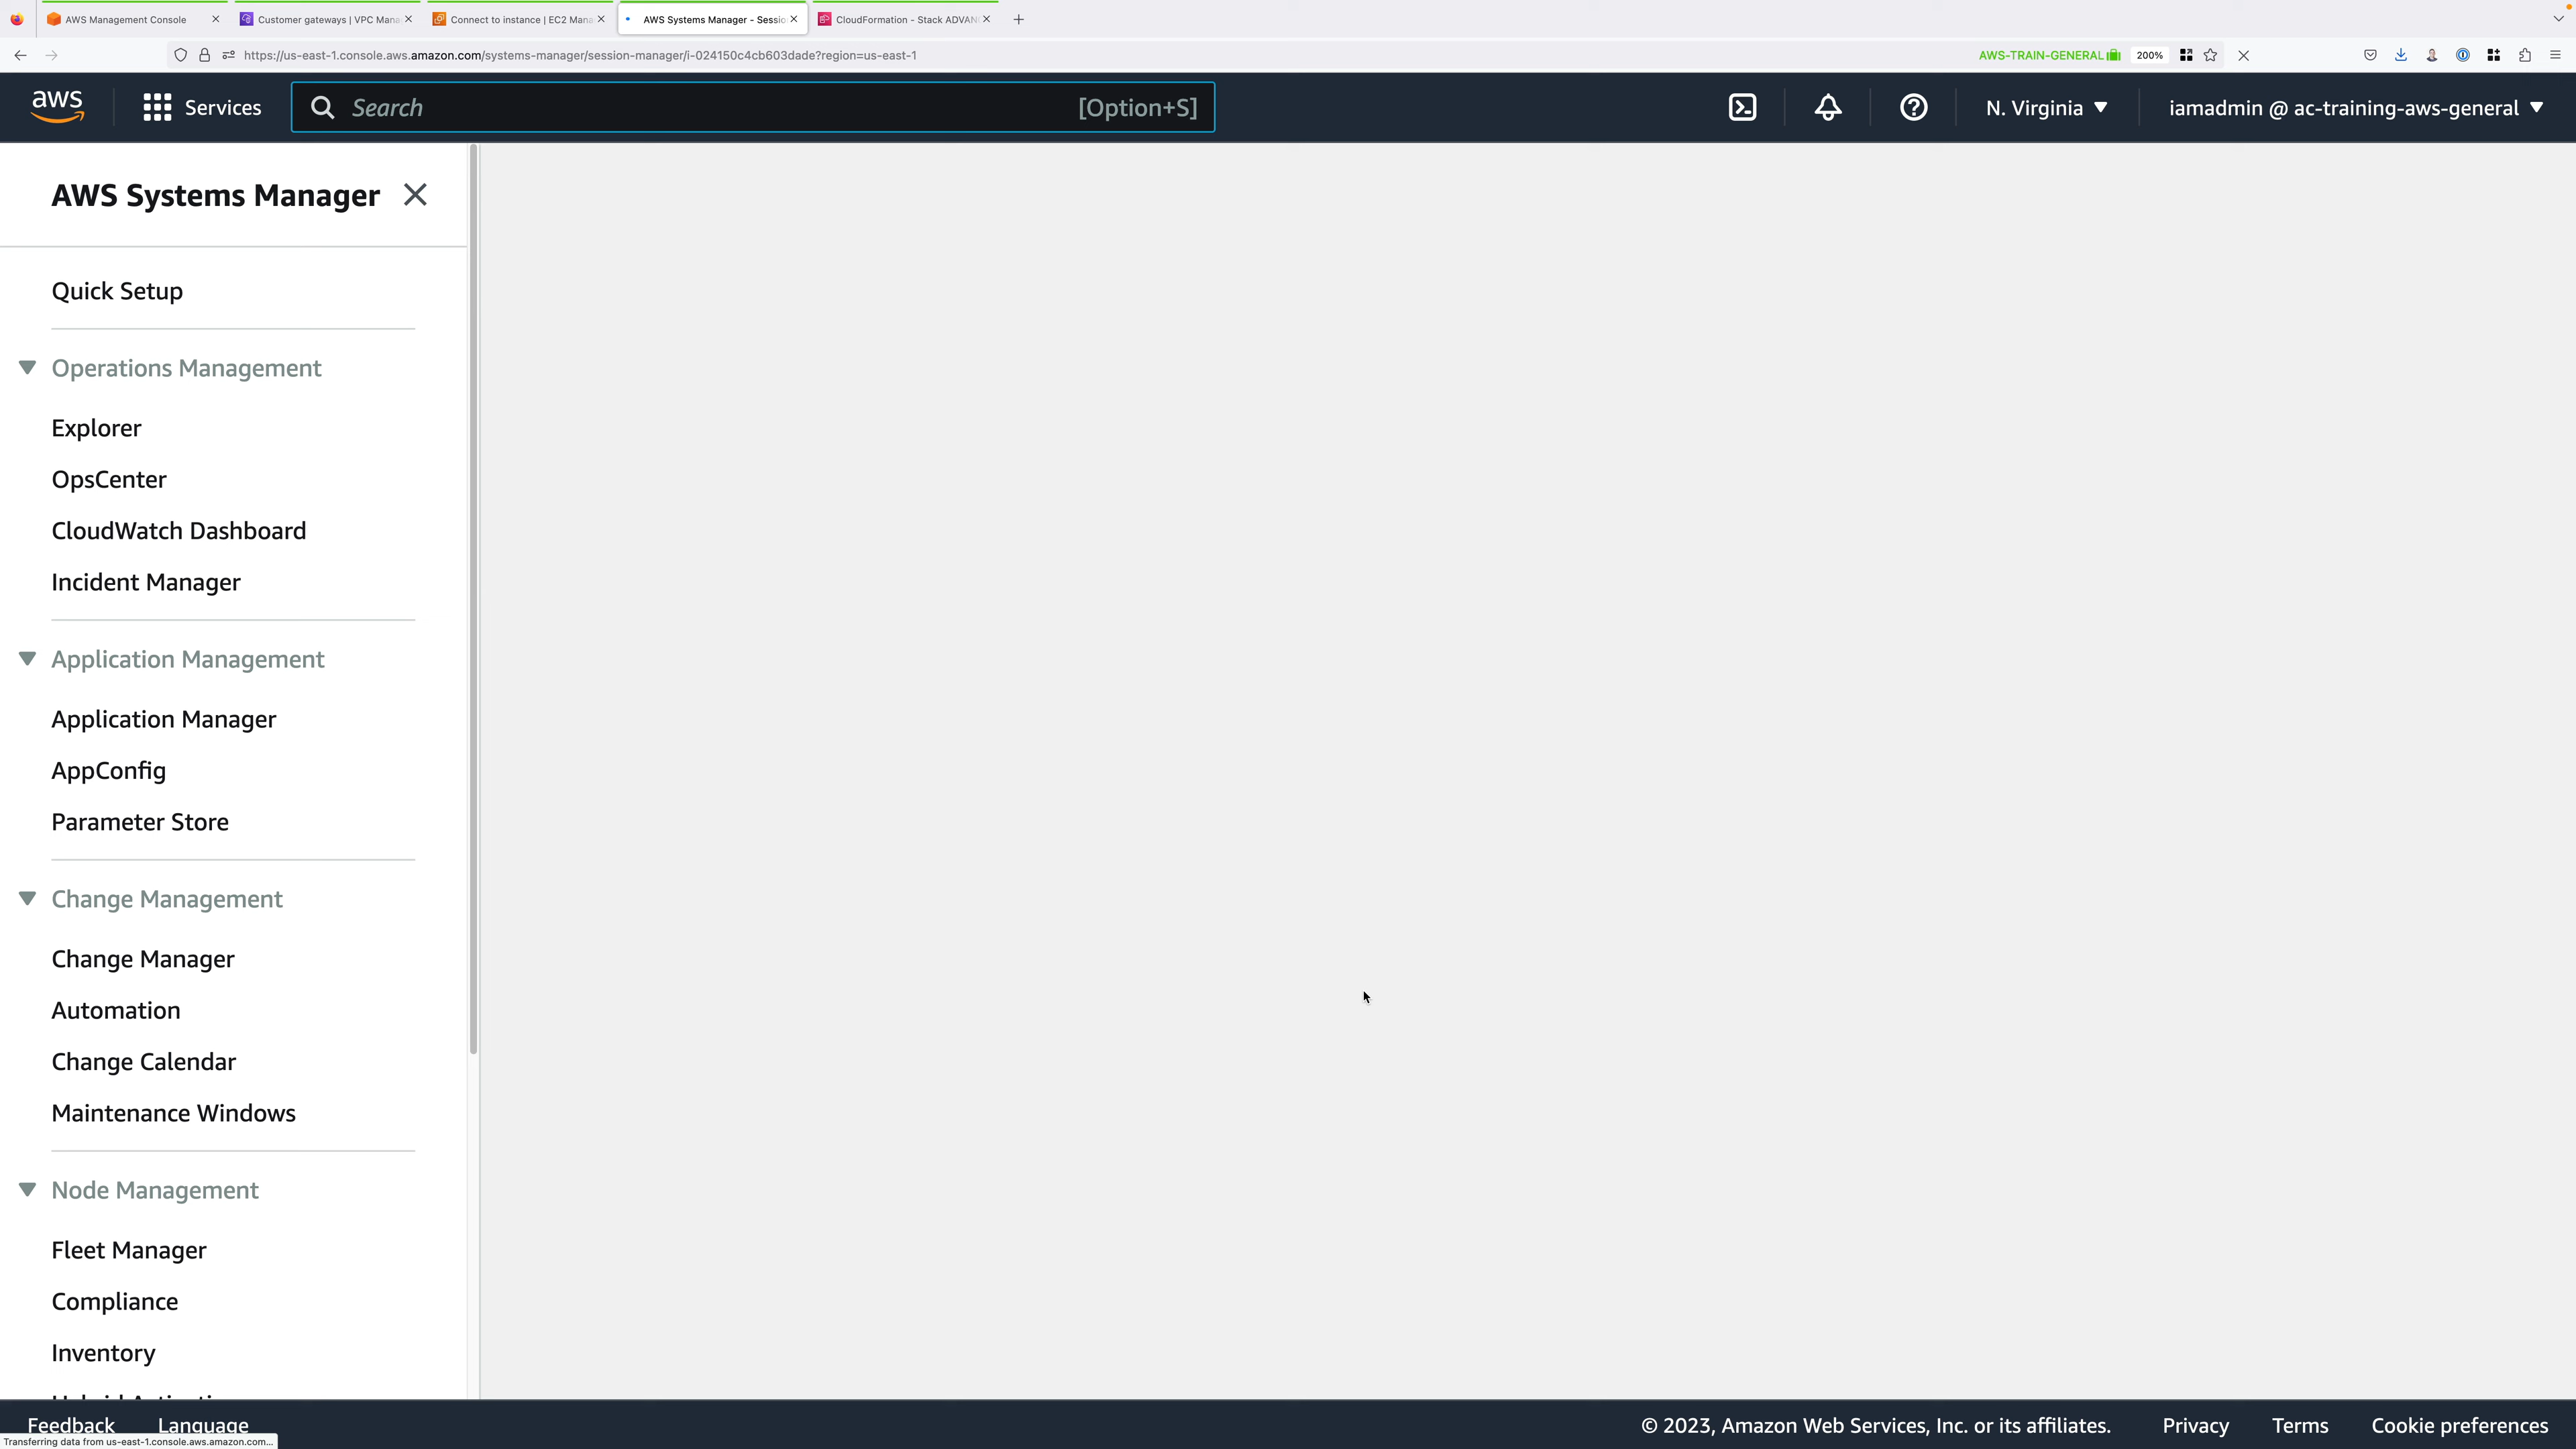 AWS Management Console
Customer gateways | VPC Mana
Connect to instance | EC2 Mana
AWS Systems Manager - Sessio
CloudFormation - Stack ADVAN
https://us-east-1.console.aws.amazon.com/systems-manager/session-manager/i-024150c4cb603dade?region=us-east-1
AWS-TRAIN-GENERAL
200%
aws
Services
Search
[Option+S]
N. Virginia
iamadmin @ ac-training-aws-general
AWS Systems Manager
Quick Setup
Operations Management
Explorer
OpsCenter
CloudWatch Dashboard
Incident Manager
Application Management
Application Manager
AppConfig
Parameter Store
Change Management
Change Manager
Automation
Change Calendar
Maintenance Windows
Node Management
Fleet Manager
Compliance
Inventory
Feedback
Language
© 2023, Amazon Web Services, Inc. or its affiliates.
Privacy
Terms
Cookie preferences
Transferring data from us-east-1.console.aws.amazon.com...